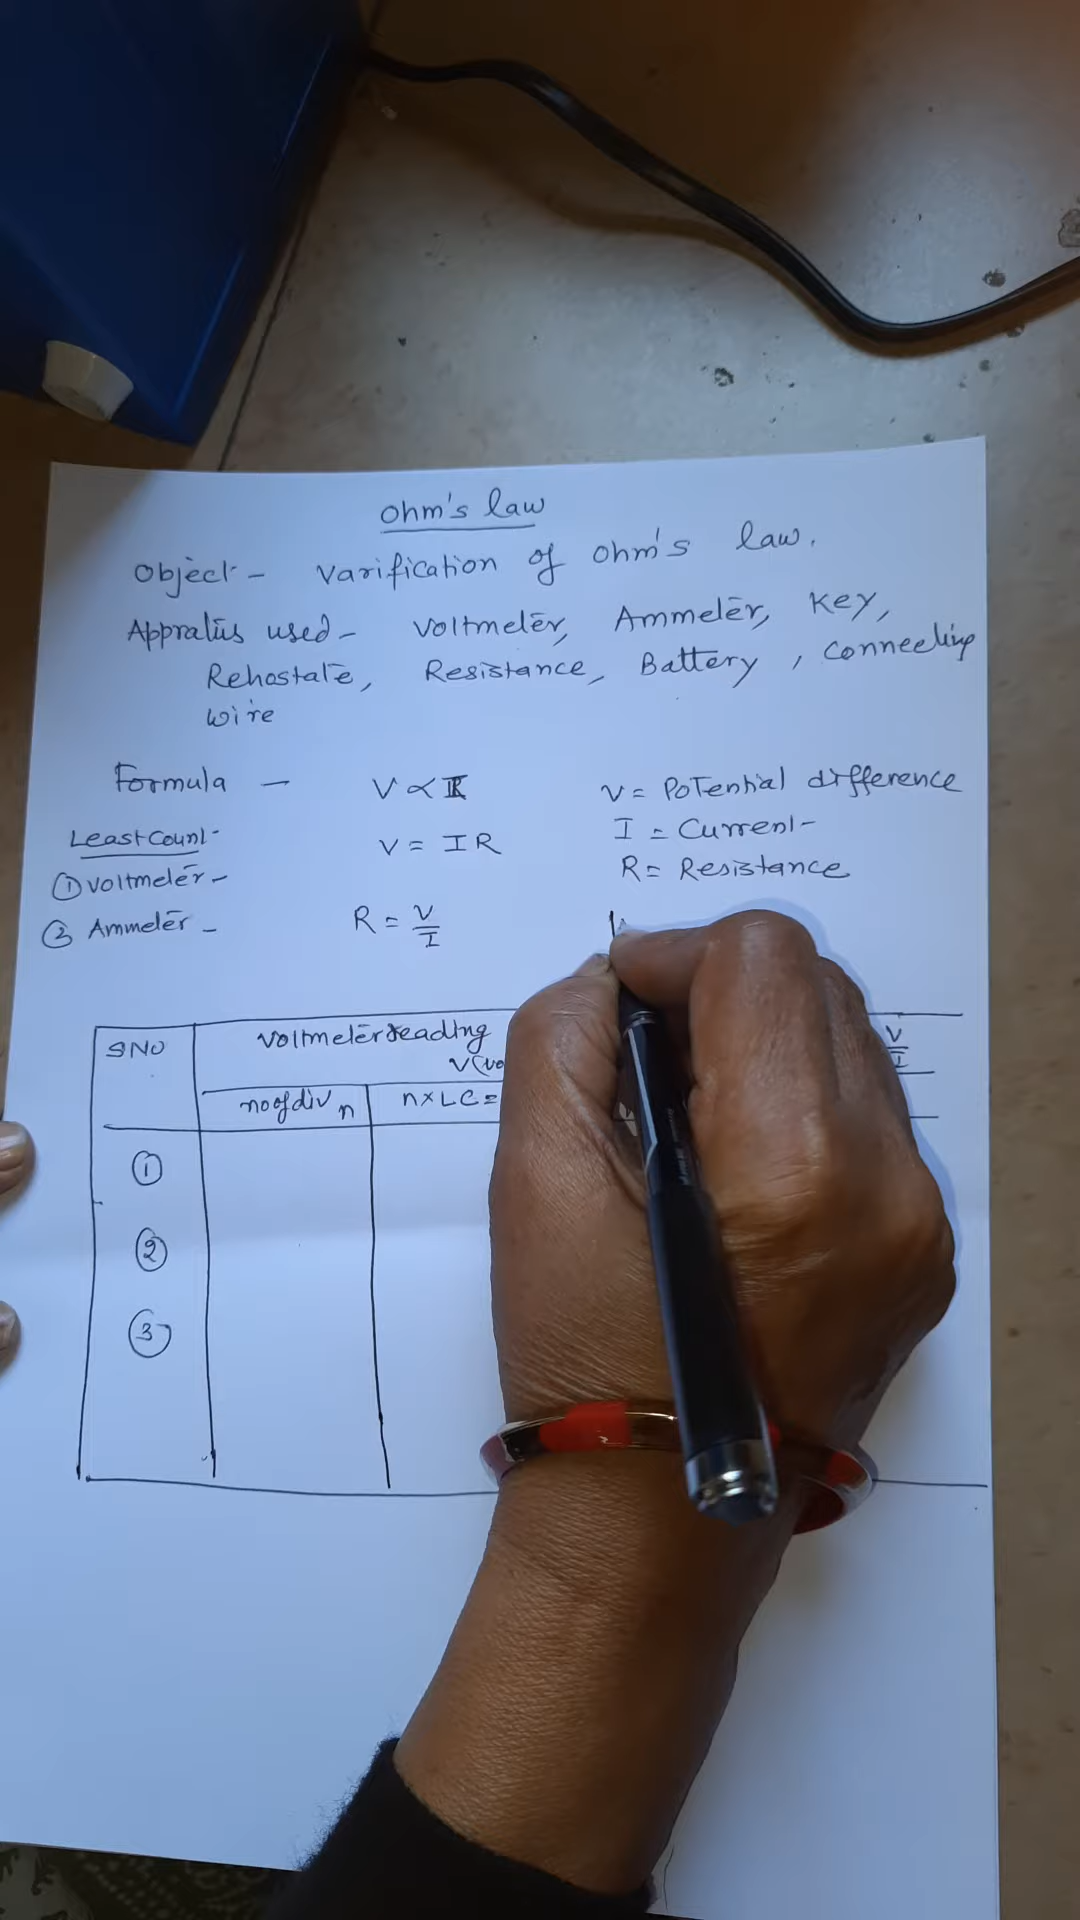 ohm's law
object - varification of ohm's law.
Appratus used - voltmeter, Ammeter, Key,
Rehostate, Resistance, Battery, connecting
wire
Formula - V ∝ I
V = Potential difference
Least Count -
V = IR
I = Current -
① voltmeter -
R = Resistance
② Ammeter -
R = V/I
S NO
voltmeter reading
V/I
no of div n
n × LC =
①
②
③